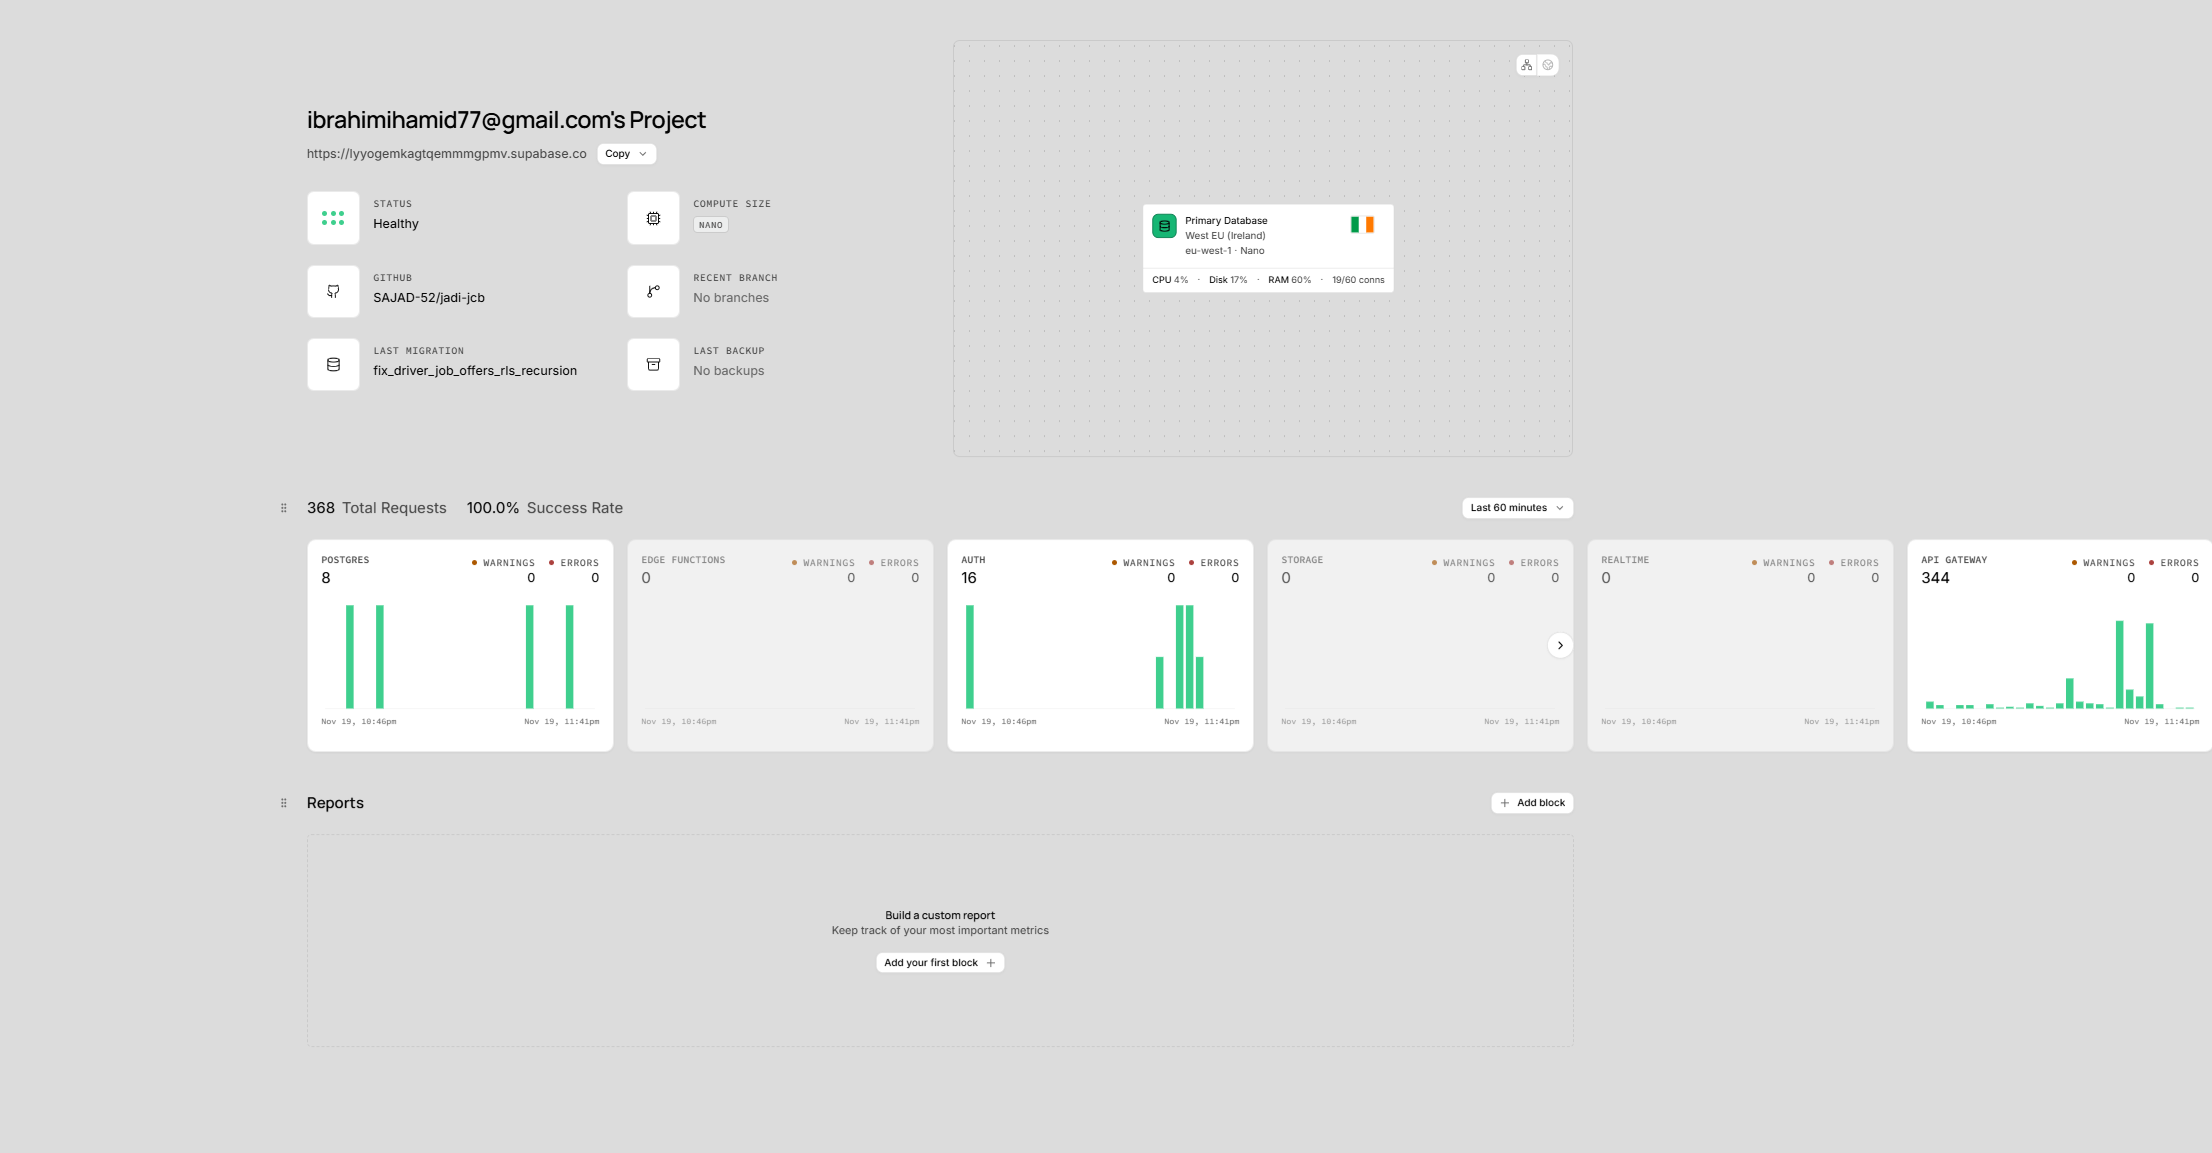 ibrahimihamid77@gmail.com's Project
https://lyyogemkagtqemmmgpmv.supabase.co Copy
STATUS
Healthy
COMPUTE SIZE
NANO
GITHUB
SAJAD-52/jadi-jcb
RECENT BRANCH
No branches
LAST MIGRATION
fix_driver_job_offers_rls_recursion
LAST BACKUP
No backups
Primary Database
West EU (Ireland)
eu-west-1 · Nano
CPU 4% · Disk 17% · RAM 60% · 19/60 conns
368 Total Requests 100.0% Success Rate
Last 60 minutes
POSTGRES WARNINGS ERRORS
8 0 0
Nov 19, 10:46pm Nov 19, 11:41pm
EDGE FUNCTIONS WARNINGS ERRORS
0 0 0
Nov 19, 10:46pm Nov 19, 11:41pm
AUTH WARNINGS ERRORS
16 0 0
Nov 19, 10:46pm Nov 19, 11:41pm
STORAGE WARNINGS ERRORS
0 0 0
Nov 19, 10:46pm Nov 19, 11:41pm
REALTIME WARNINGS ERRORS
0 0 0
Nov 19, 10:46pm Nov 19, 11:41pm
API GATEWAY WARNINGS ERRORS
344 0 0
Nov 19, 10:46pm Nov 19, 11:41pm
Reports
Add block
Build a custom report
Keep track of your most important metrics
Add your first block